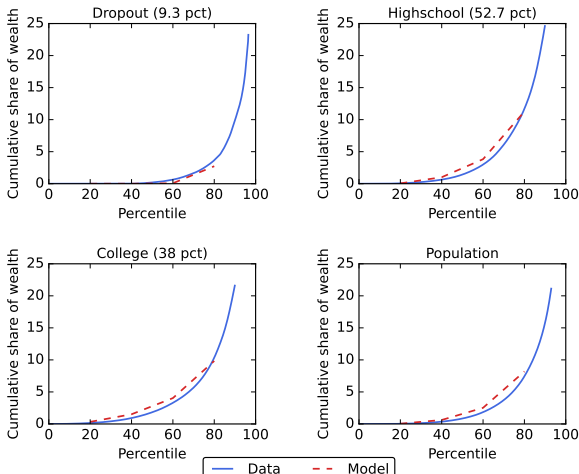 Dropout (9.3 pct)
Cumulative share of wealth
25
20
15
10
5
0
0 20 40 60 80 100
Percentile
Highschool (52.7 pct)
Cumulative share of wealth
25
20
15
10
5
0
0 20 40 60 80 100
Percentile
College (38 pct)
Cumulative share of wealth
25
20
15
10
5
0
0 20 40 60 80 100
Percentile
Population
Cumulative share of wealth
25
20
15
10
5
0
0 20 40 60 80 100
Percentile
Data Model